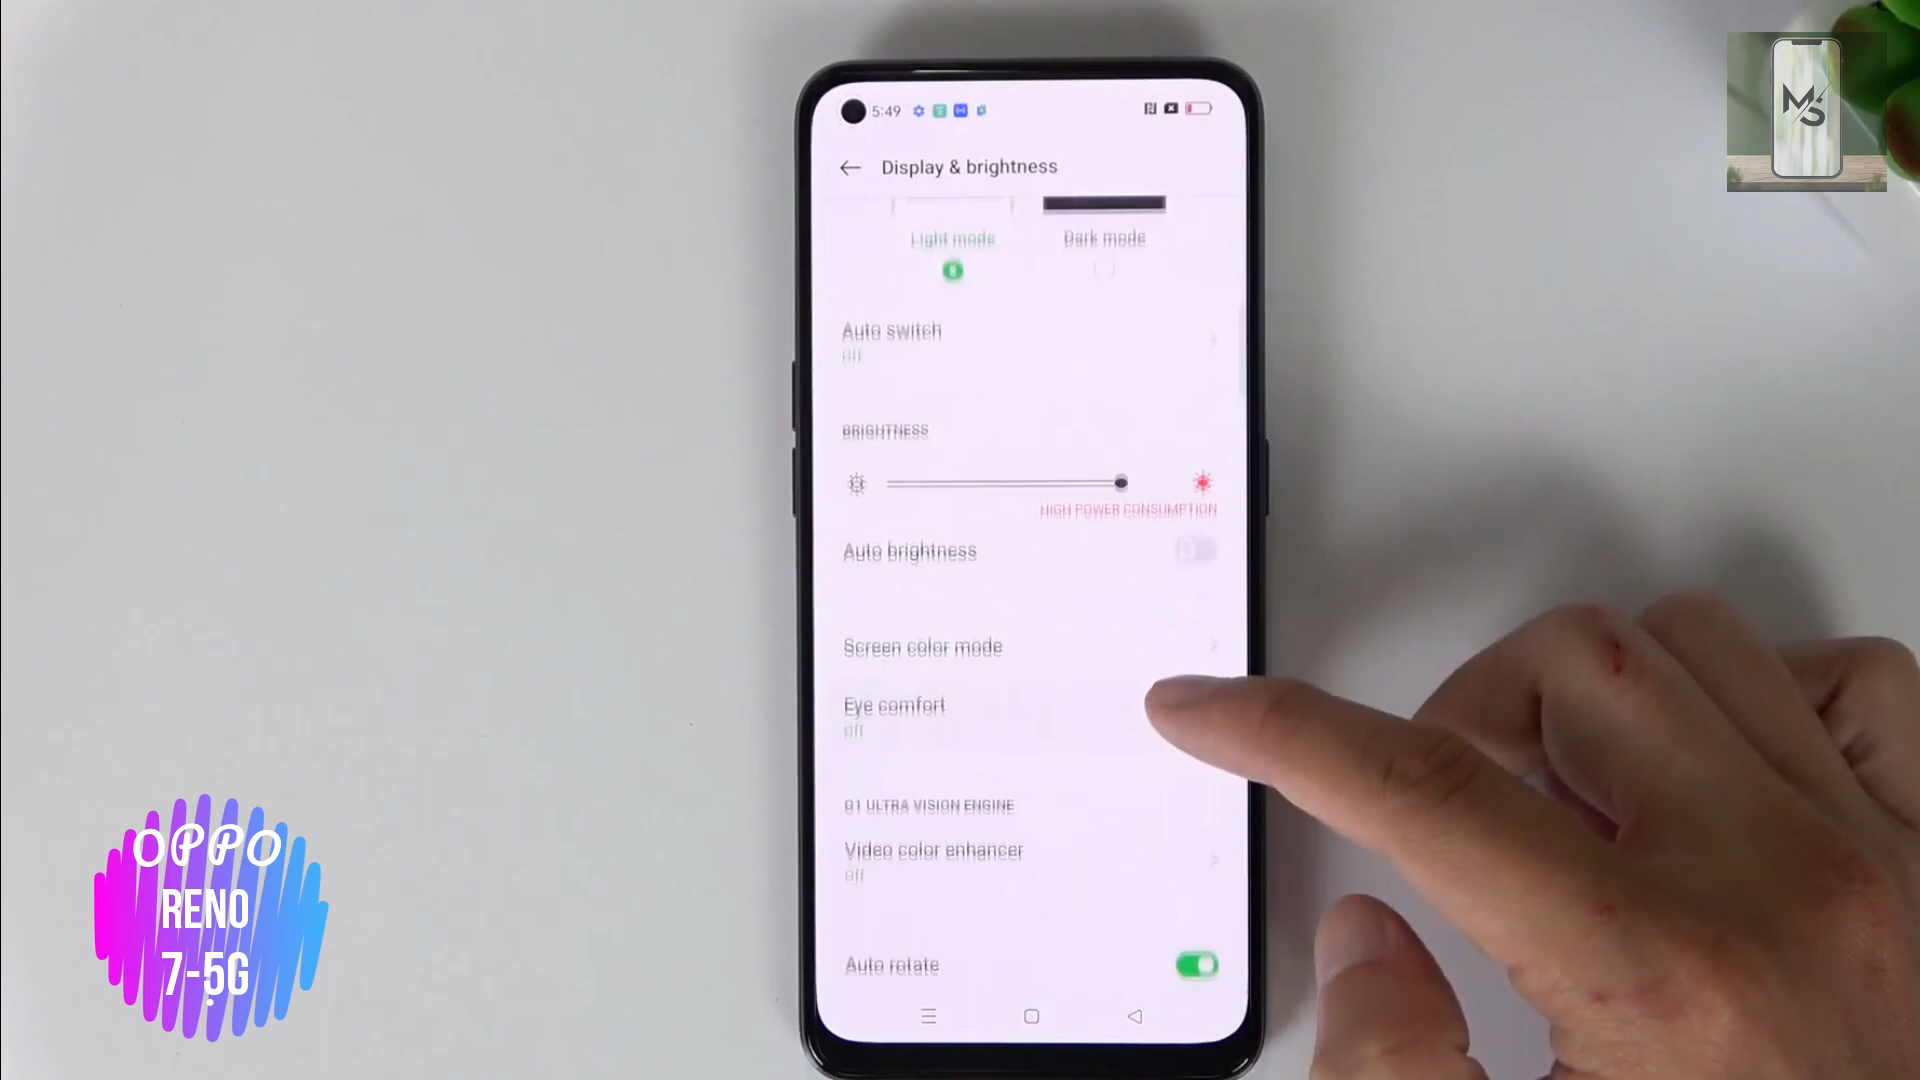 5:49
Display & brightness
Light mode
Dark mode
Auto switch
Off
BRIGHTNESS
HIGH POWER CONSUMPTION
Auto brightness
Screen color mode
Eye comfort
Off
O1 ULTRA VISION ENGINE
Video color enhancer
Off
Auto rotate
OPPO
RENO
7-5G
MS